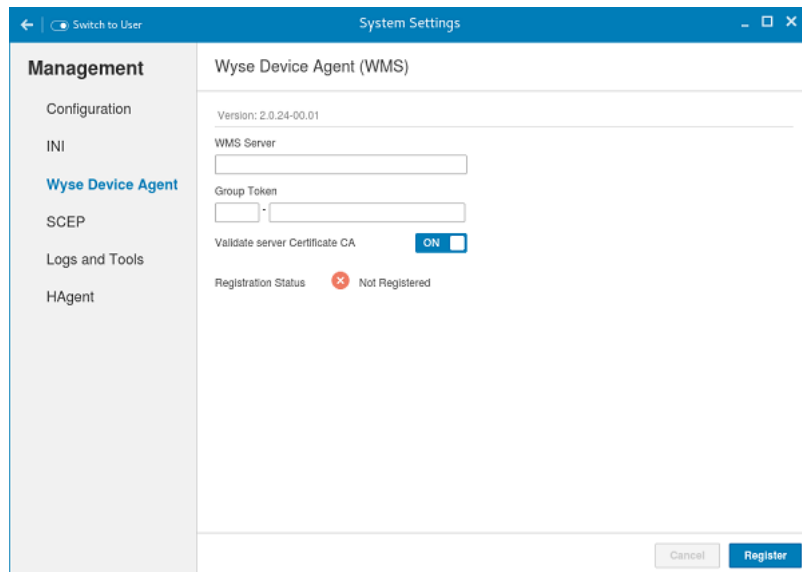 Switch to User
System Settings
Management
Configuration
INI
Wyse Device Agent
SCEP
Logs and Tools
HAgent
Wyse Device Agent (WMS)
Version: 2.0.24-00.01
WMS Server
Group Token
-
Validate server Certificate CA ON
Registration Status Not Registered
Cancel Register